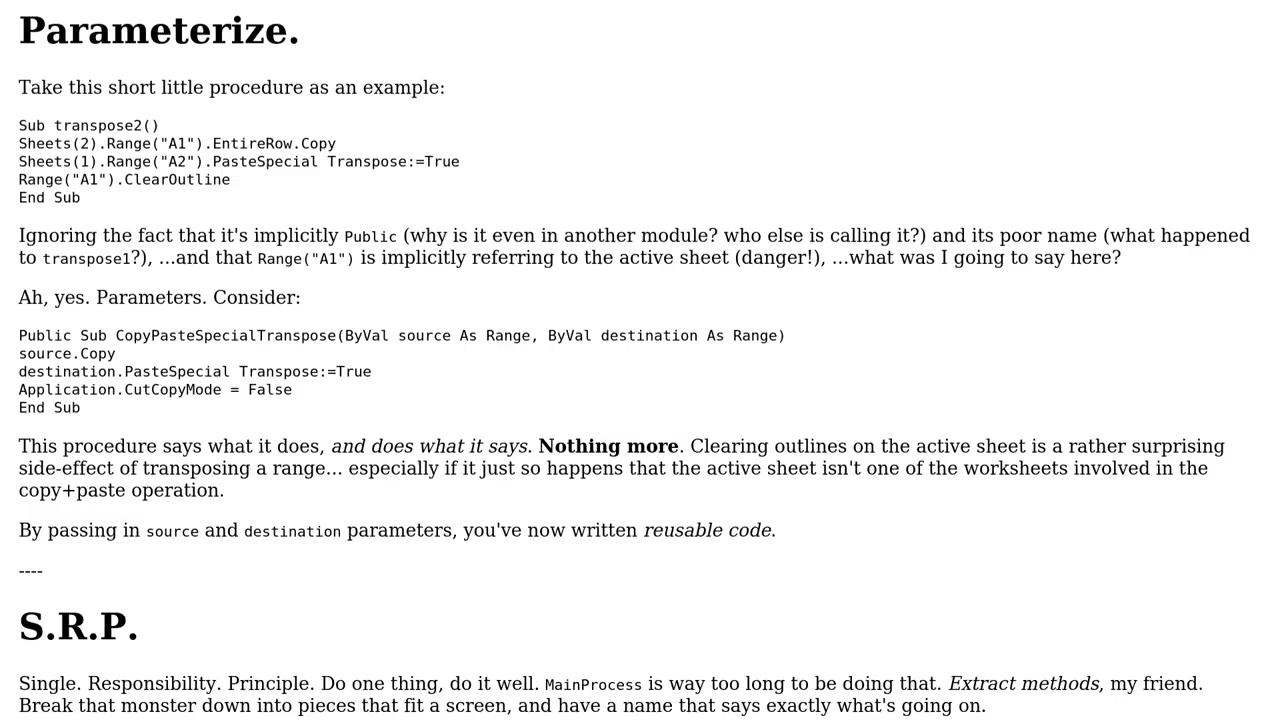 Parameterize.
Take this short little procedure as an example:
Sub transpose2()
Sheets(2).Range("A1").EntireRow.Copy
Sheets(1).Range("A2").PasteSpecial Transpose:=True
Range("A1").ClearOutline
End Sub
Ignoring the fact that it's implicitly Public (why is it even in another module? who else is calling it?) and its poor name (what happened
to transpose1?), ...and that Range("A1") is implicitly referring to the active sheet (danger!), ...what was I going to say here?
Ah, yes. Parameters. Consider:
Public Sub CopyPasteSpecialTranspose(ByVal source As Range, ByVal destination As Range)
source.Copy
destination.PasteSpecial Transpose:=True
Application.CutCopyMode = False
End Sub
This procedure says what it does, and does what it says. Nothing more. Clearing outlines on the active sheet is a rather surprising
side-effect of transposing a range... especially if it just so happens that the active sheet isn't one of the worksheets involved in the
copy+paste operation.
By passing in source and destination parameters, you've now written reusable code.
----
S.R.P.
Single. Responsibility. Principle. Do one thing, do it well. MainProcess is way too long to be doing that. Extract methods, my friend.
Break that monster down into pieces that fit a screen, and have a name that says exactly what's going on.